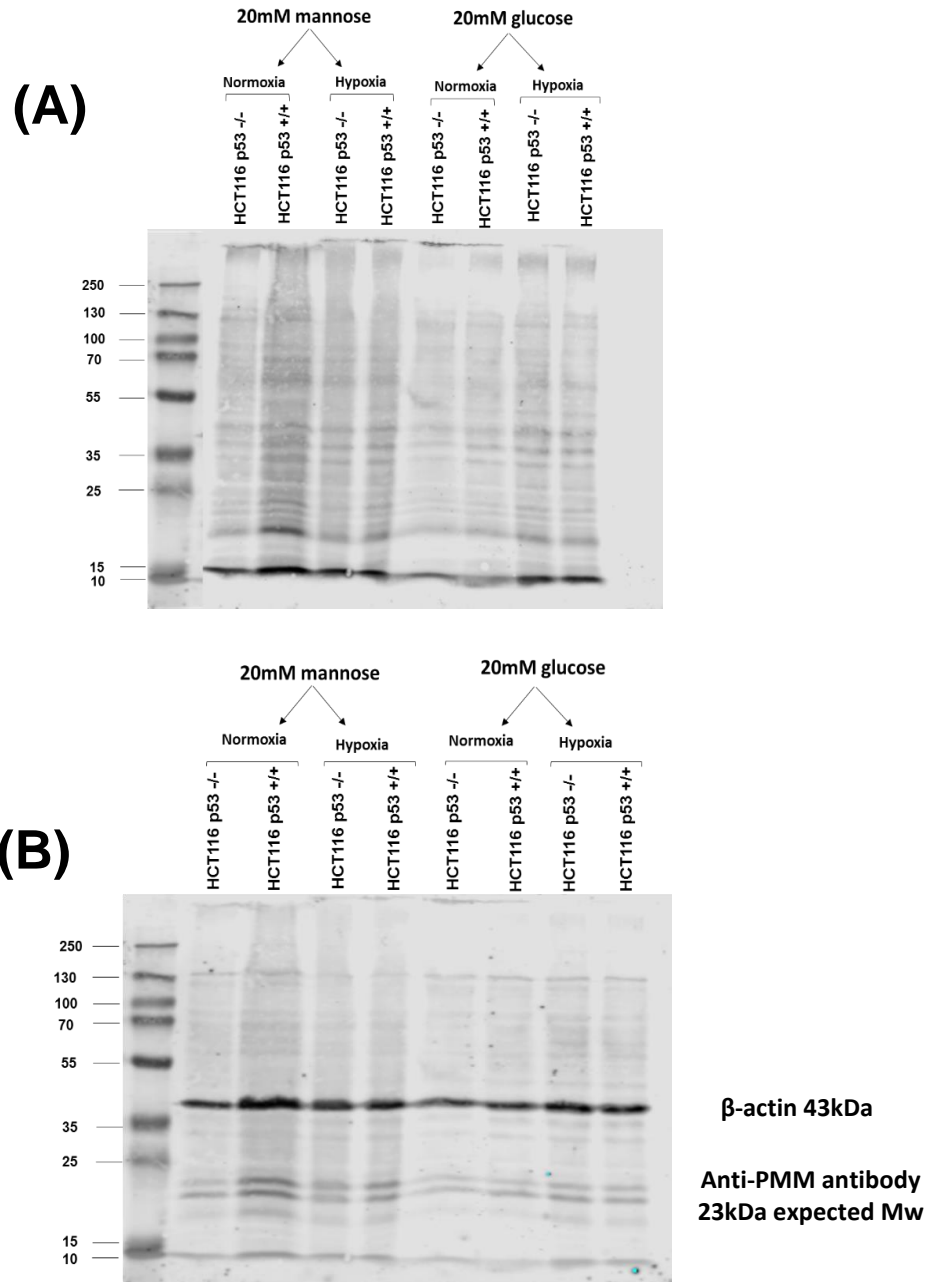 20mM mannose
20mM glucose
Normoxia
Hypoxia
Normoxia
Hypoxia
(A)
HCT116 p53 -/-
HCT116 p53 +/+
HCT116 p53 -/-
HCT116 p53 +/+
HCT116 p53 -/-
HCT116 p53 +/+
HCT116 p53 -/-
HCT116 p53 +/+
250
130
100
70
55
35
25
15
10
20mM mannose
20mM glucose
Normoxia
Hypoxia
Normoxia
Hypoxia
(B)
HCT116 p53 -/-
HCT116 p53 +/+
HCT116 p53 -/-
HCT116 p53 +/+
HCT116 p53 -/-
HCT116 p53 +/+
HCT116 p53 -/-
HCT116 p53 +/+
250
130
100
70
55
35
25
15
10
β-actin 43kDa
Anti-PMM antibody
23kDa expected Mw